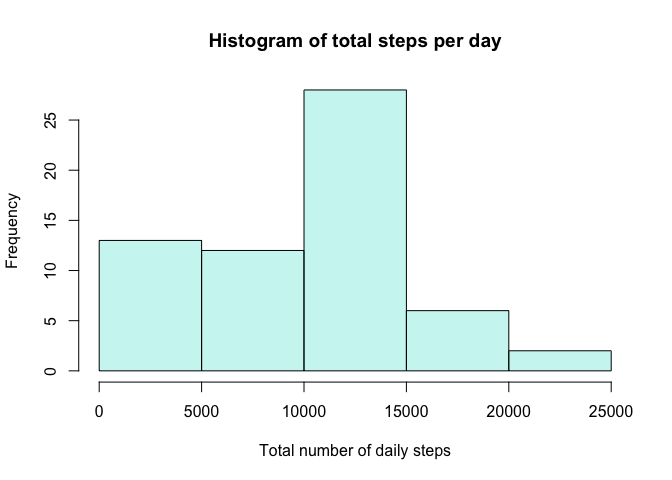 Histogram of total steps per day
Frequency
25
20
15
10
5
0
0 5000 10000 15000 20000 25000
Total number of daily steps